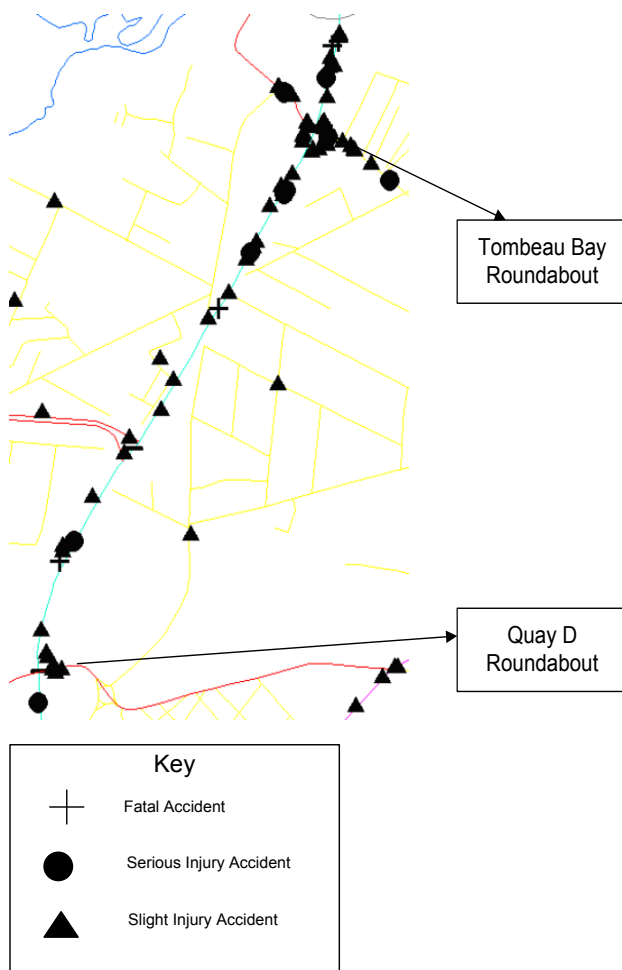 Tombeau Bay
Roundabout
Quay D
Roundabout
Key
Fatal Accident
Serious Injury Accident
Slight Injury Accident